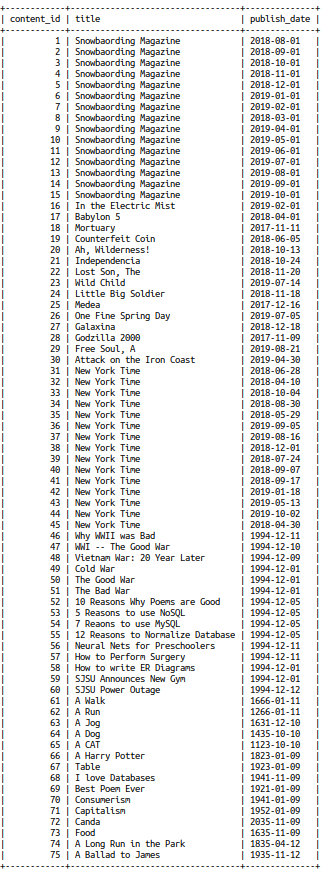 +------------+--------------------------------+--------------+
| content_id | title                          | publish_date |
+------------+--------------------------------+--------------+
| 1 | Snowbaording Magazine | 2018-08-01 |
| 2 | Snowbaording Magazine | 2018-09-01 |
| 3 | Snowbaording Magazine | 2018-10-01 |
| 4 | Snowbaording Magazine | 2018-11-01 |
| 5 | Snowbaording Magazine | 2018-12-01 |
| 6 | Snowbaording Magazine | 2019-01-01 |
| 7 | Snowbaording Magazine | 2019-02-01 |
| 8 | Snowbaording Magazine | 2018-03-01 |
| 9 | Snowbaording Magazine | 2019-04-01 |
| 10 | Snowbaording Magazine | 2019-05-01 |
| 11 | Snowbaording Magazine | 2019-06-01 |
| 12 | Snowbaording Magazine | 2019-07-01 |
| 13 | Snowbaording Magazine | 2019-08-01 |
| 14 | Snowbaording Magazine | 2019-09-01 |
| 15 | Snowbaording Magazine | 2019-10-01 |
| 16 | In the Electric Mist | 2019-02-01 |
| 17 | Babylon 5 | 2018-04-01 |
| 18 | Mortuary | 2017-11-11 |
| 19 | Counterfeit Coin | 2018-06-05 |
| 20 | Ah, Wilderness! | 2018-10-13 |
| 21 | Independencia | 2018-10-24 |
| 22 | Lost Son, The | 2018-11-20 |
| 23 | Wild Child | 2019-07-14 |
| 24 | Little Big Soldier | 2018-11-18 |
| 25 | Medea | 2017-12-16 |
| 26 | One Fine Spring Day | 2019-07-05 |
| 27 | Galaxina | 2018-12-18 |
| 28 | Godzilla 2000 | 2017-11-09 |
| 29 | Free Soul, A | 2019-08-21 |
| 30 | Attack on the Iron Coast | 2019-04-30 |
| 31 | New York Time | 2018-06-28 |
| 32 | New York Time | 2018-04-10 |
| 33 | New York Time | 2018-10-04 |
| 34 | New York Time | 2018-08-30 |
| 35 | New York Time | 2018-05-29 |
| 36 | New York Time | 2019-09-05 |
| 37 | New York Time | 2019-08-16 |
| 38 | New York Time | 2018-12-01 |
| 39 | New York Time | 2018-07-24 |
| 40 | New York Time | 2018-09-07 |
| 41 | New York Time | 2018-09-17 |
| 42 | New York Time | 2019-01-18 |
| 43 | New York Time | 2019-05-13 |
| 44 | New York Time | 2019-10-02 |
| 45 | New York Time | 2018-04-30 |
| 46 | Why WWII was Bad | 1994-12-11 |
| 47 | WWI -- The Good War | 1994-12-10 |
| 48 | Vietnam War: 20 Year Later | 1994-12-09 |
| 49 | Cold War | 1994-12-01 |
| 50 | The Good War | 1994-12-01 |
| 51 | The Bad War | 1994-12-01 |
| 52 | 10 Reasons Why Poems are Good | 1994-12-05 |
| 53 | 5 Reasons to use NoSQL | 1994-12-05 |
| 54 | 7 Reaons to use MySQL | 1994-12-05 |
| 55 | 12 Reasons to Normalize Database | 1994-12-05 |
| 56 | Neural Nets for Preschoolers | 1994-12-11 |
| 57 | How to Perform Surgery | 1994-12-11 |
| 58 | How to write ER Diagrams | 1994-12-01 |
| 59 | SJSU Announces New Gym | 1994-12-01 |
| 60 | SJSU Power Outage | 1994-12-12 |
| 61 | A Walk | 1666-01-11 |
| 62 | A Run | 1266-01-11 |
| 63 | A Jog | 1631-12-10 |
| 64 | A Dog | 1435-10-10 |
| 65 | A CAT | 1123-10-10 |
| 66 | A Harry Potter | 1823-01-09 |
| 67 | Table | 1923-01-09 |
| 68 | I love Databases | 1941-11-09 |
| 69 | Best Poem Ever | 1921-01-09 |
| 70 | Consumerism | 1941-01-09 |
| 71 | Capitalism | 1952-01-09 |
| 72 | Canda | 2035-11-09 |
| 73 | Food | 1635-11-09 |
| 74 | A Long Run in the Park | 1835-04-12 |
| 75 | A Ballad to James | 1935-11-12 |
+------------+--------------------------------+--------------+